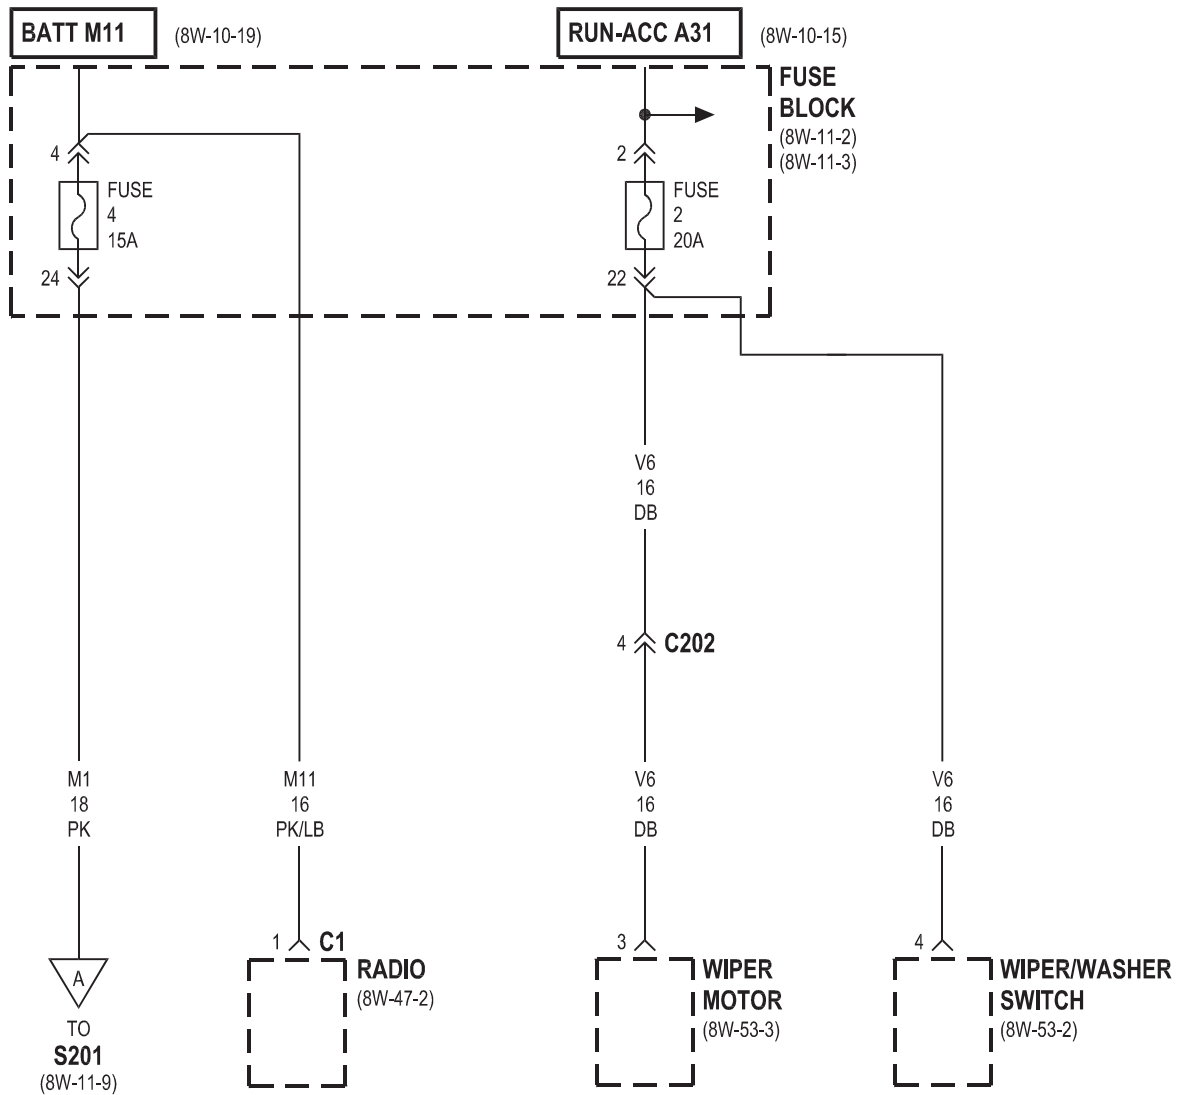 BATT M11
(8W-10-19)
RUN-ACC A31
(8W-10-15)
FUSE
BLOCK
(8W-11-2)
(8W-11-3)
4
FUSE
4
15A
24
2
FUSE
2
20A
22
V6
16
DB
4
C202
M1
18
PK
M11
16
PK/LB
V6
16
DB
V6
16
DB
A
TO
S201
(8W-11-9)
1
C1
RADIO
(8W-47-2)
3
WIPER
MOTOR
(8W-53-3)
4
WIPER/WASHER
SWITCH
(8W-53-2)